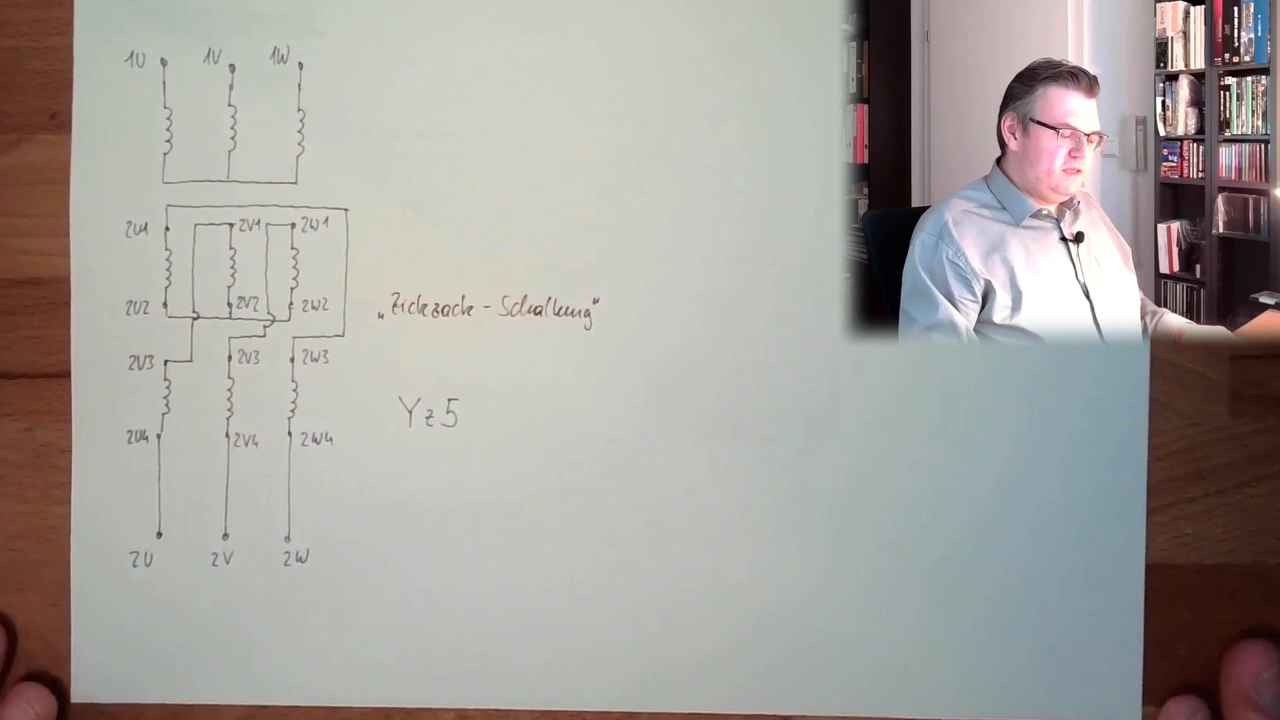 1U 1V 1W
2U1 2V1 2W1
2U2 2V2 2W2
„Zickzack - Schaltung"
2U3 2V3 2W3
Yz5
2U4 2V4 2W4
2U 2V 2W